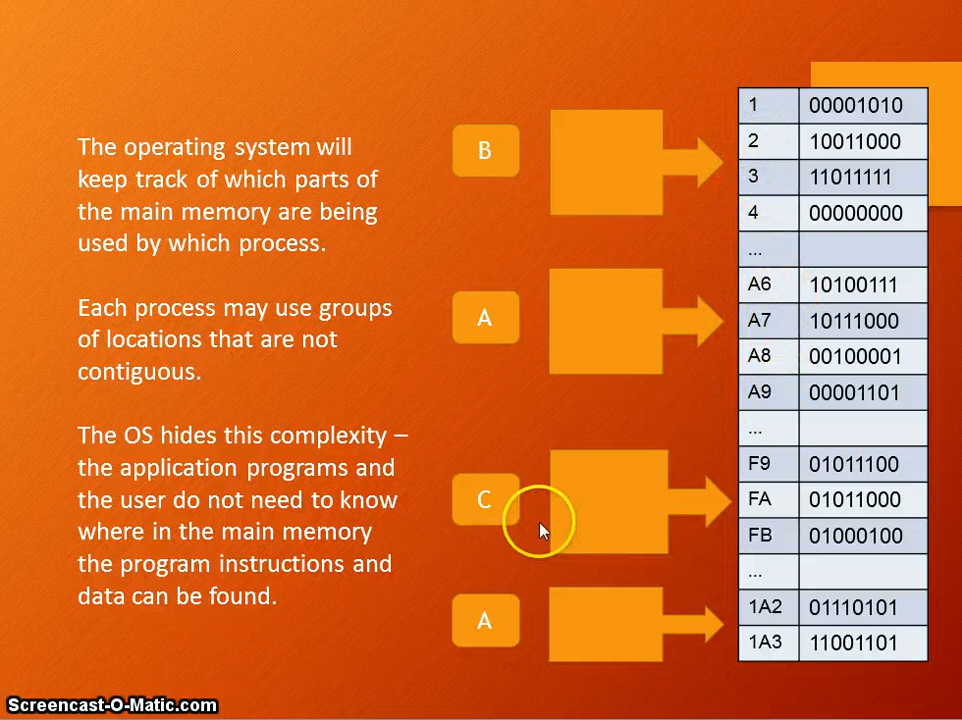 The operating system will
keep track of which parts of
the main memory are being
used by which process.
Each process may use groups
of locations that are not
contiguous.
The OS hides this complexity –
the application programs and
the user do not need to know
where in the main memory
the program instructions and
data can be found.
B
A
C
A
1 00001010
2 10011000
3 11011111
4 00000000
...
A6 10100111
A7 10111000
A8 00100001
A9 00001101
...
F9 01011100
FA 01011000
FB 01000100
...
1A2 01110101
1A3 11001101
Screencast-O-Matic.com